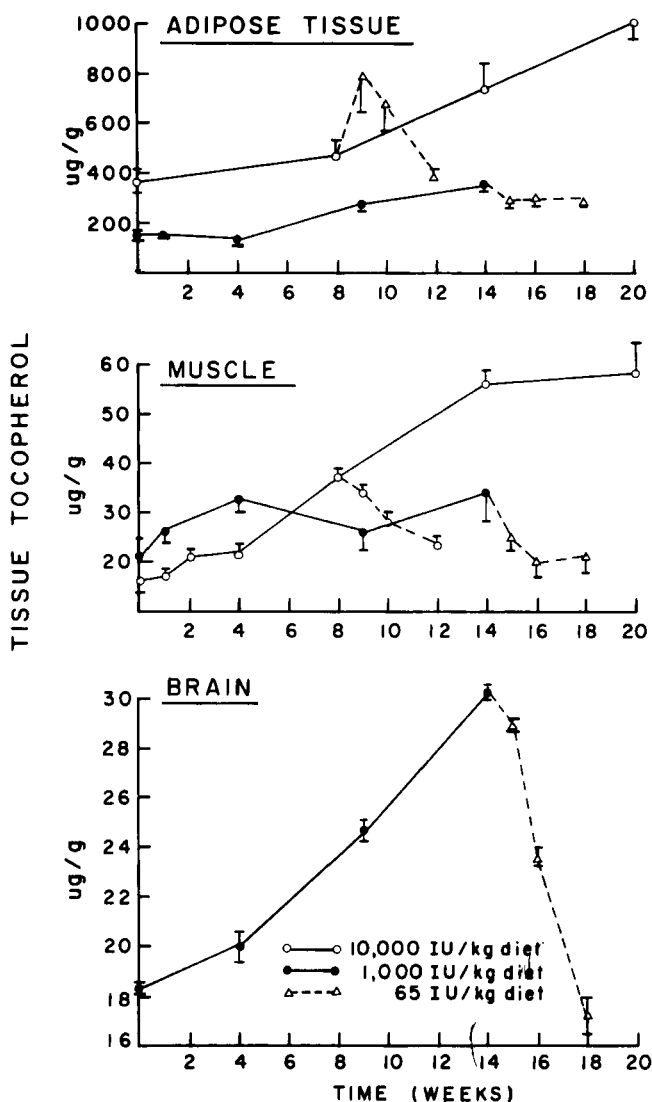 ADIPOSE TISSUE
1000
800
600
400
200
ug/g
2 4 6 8 10 12 14 16 18 20
TISSUE TOCOPHEROL
MUSCLE
60
50
40
30
20
ug/g
2 4 6 8 10 12 14 16 18 20
BRAIN
30
28
26
24
22
20
18
16
ug/g
10,000 IU/kg diet
1,000 IU/kg diet
65 IU/kg diet
2 4 6 8 10 12 14 16 18 20
TIME (WEEKS)